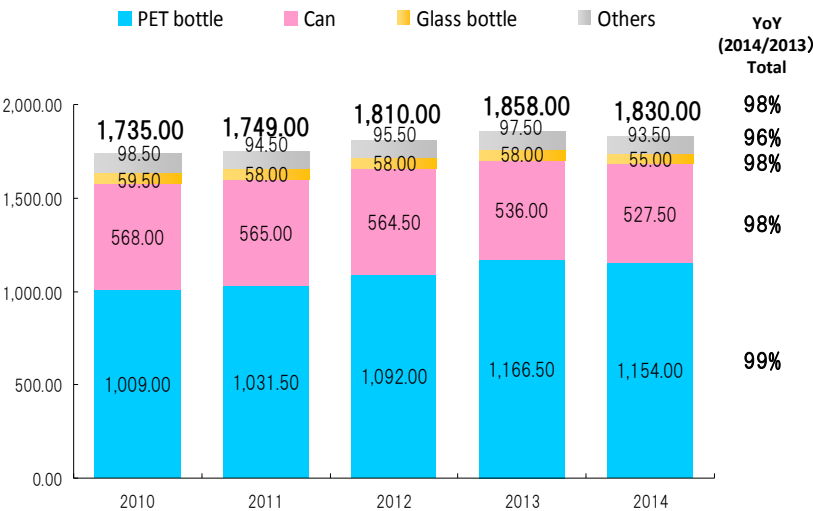 PET bottle Can Glass bottle Others
YoY
(2014/2013)
Total
2,000.00
1,500.00
1,000.00
500.00
0.00
1,735.00 1,749.00 1,810.00 1,858.00 1,830.00 98%
98.50 94.50 95.50 97.50 93.50 96%
59.50 58.00 58.00 58.00 55.00 98%
568.00 565.00 564.50 536.00 527.50 98%
1,009.00 1,031.50 1,092.00 1,166.50 1,154.00 99%
2010 2011 2012 2013 2014